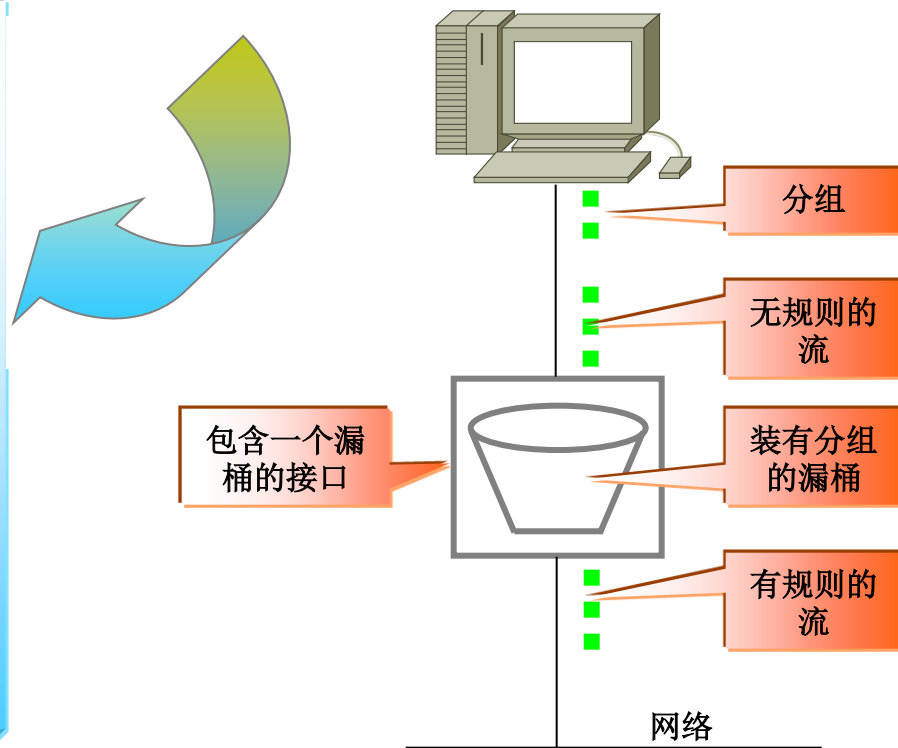 分组
无规则的
流
包含一个漏
桶的接口
装有分组
的漏桶
有规则的
流
网络